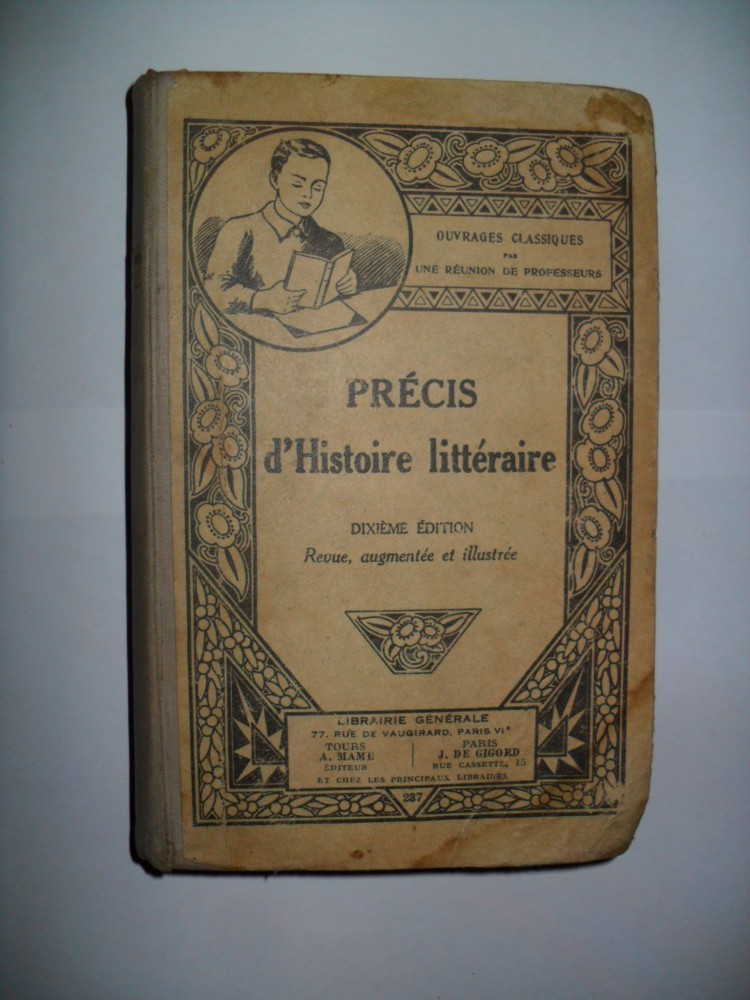 OUVRAGES CLASSIQUES
PAR
UNE RÉUNION DE PROFESSEURS
PRÉCIS
d'Histoire littéraire
DIXIÈME ÉDITION
Revue, augmentée et illustrée
LIBRAIRIE GÉNÉRALE
77, RUE DE VAUGIRARD, PARIS VIe
TOURS
A. MAME
ÉDITEUR
PARIS
J. DE GIGORD
RUE CASSETTE, 15
ET CHEZ LES PRINCIPAUX LIBRAIRES
237